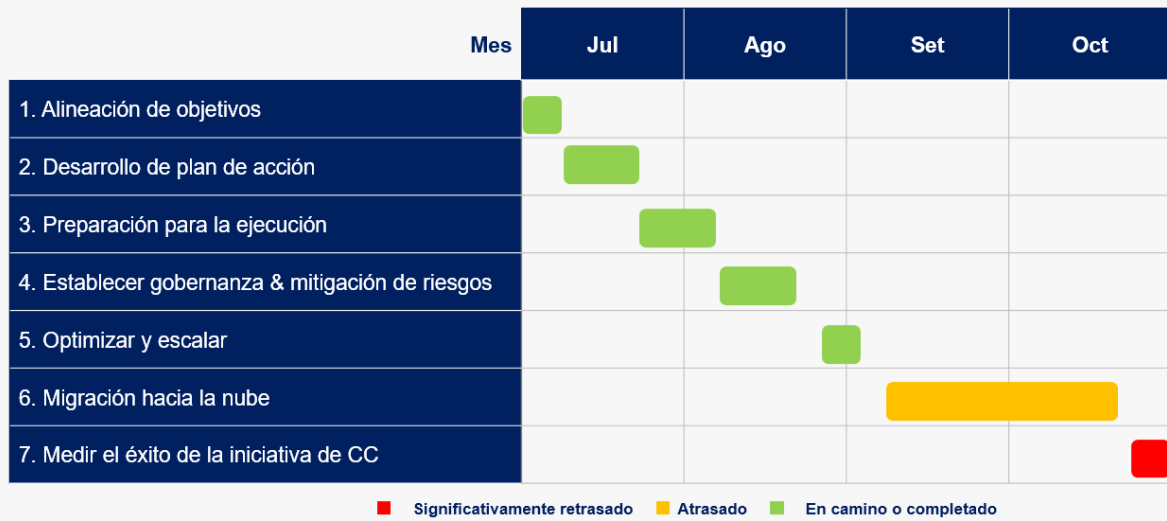 Mes Jul Ago Set Oct
1. Alineación de objetivos
2. Desarrollo de plan de acción
3. Preparación para la ejecución
4. Establecer gobernanza & mitigación de riesgos
5. Optimizar y escalar
6. Migración hacia la nube
7. Medir el éxito de la iniciativa de CC
Significativamente retrasado Atrasado En camino o completado